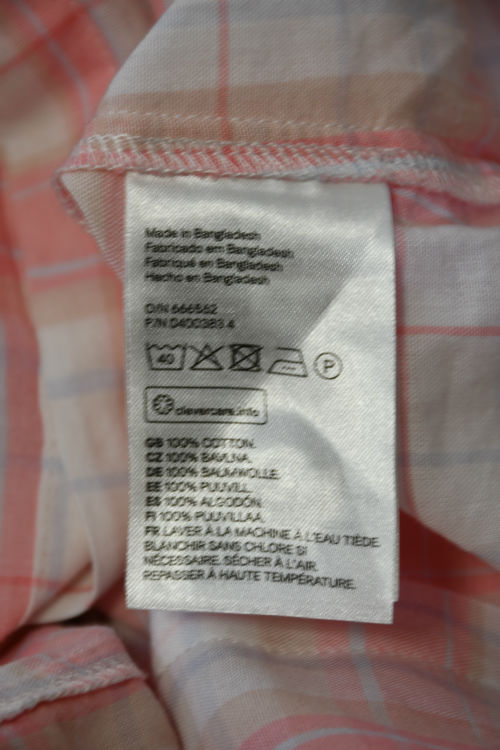 Made in Bangladesh
Fabricado em Bangladesh
Fabriqué en Bangladesh
Hecho en Bangladesh
O/N 666562
P/N 0400383 4
40 P
clevercare.info
GB 100% COTTON.
CZ 100% BAVLNA.
DE 100% BAUMWOLLE.
EE 100% PUUVILL.
ES 100% ALGODÓN.
FI 100% PUUVILLAA.
FR LAVER À LA MACHINE À L'EAU TIÈDE.
BLANCHIR SANS CHLORE SI
NÉCESSAIRE. SÉCHER À L'AIR.
REPASSER À HAUTE TEMPÉRATURE.